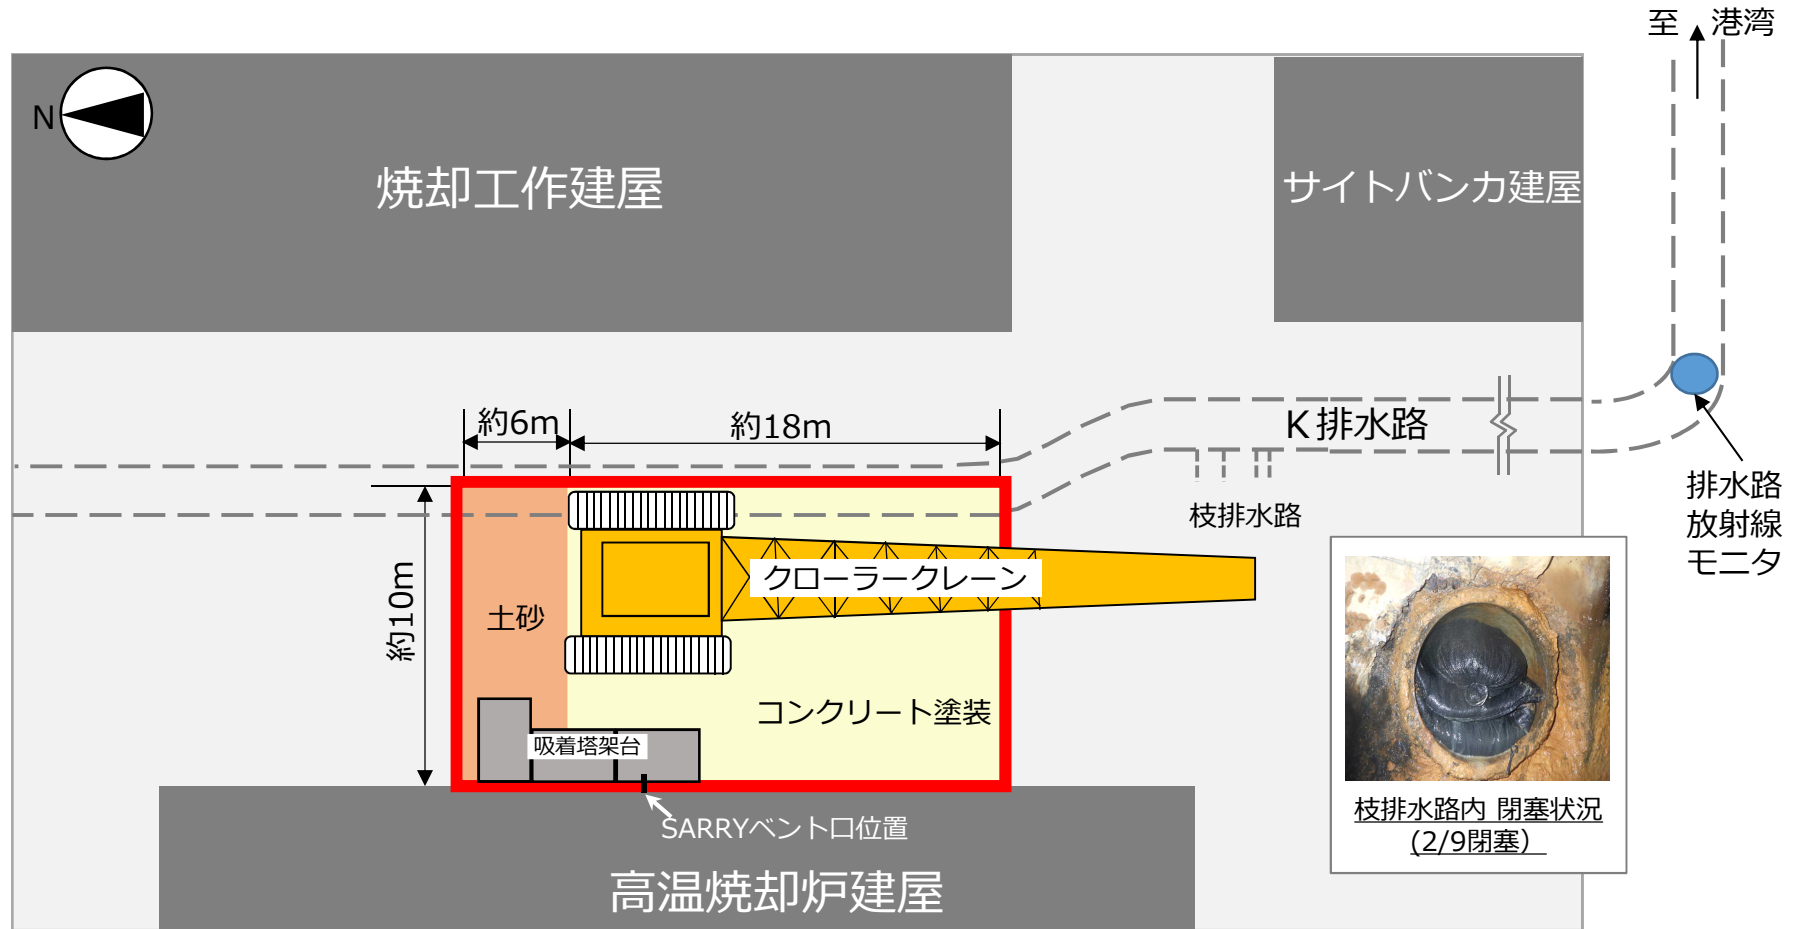 至 港湾
N
焼却工作建屋
サイトバンカ建屋
約6m
約18m
K排水路
枝排水路
排水路
放射線
モニタ
約10m
土砂
クローラークレーン
コンクリート塗装
吸着塔架台
SARRYベント口位置
高温焼却炉建屋
枝排水路内 閉塞状況
(2/9閉塞）